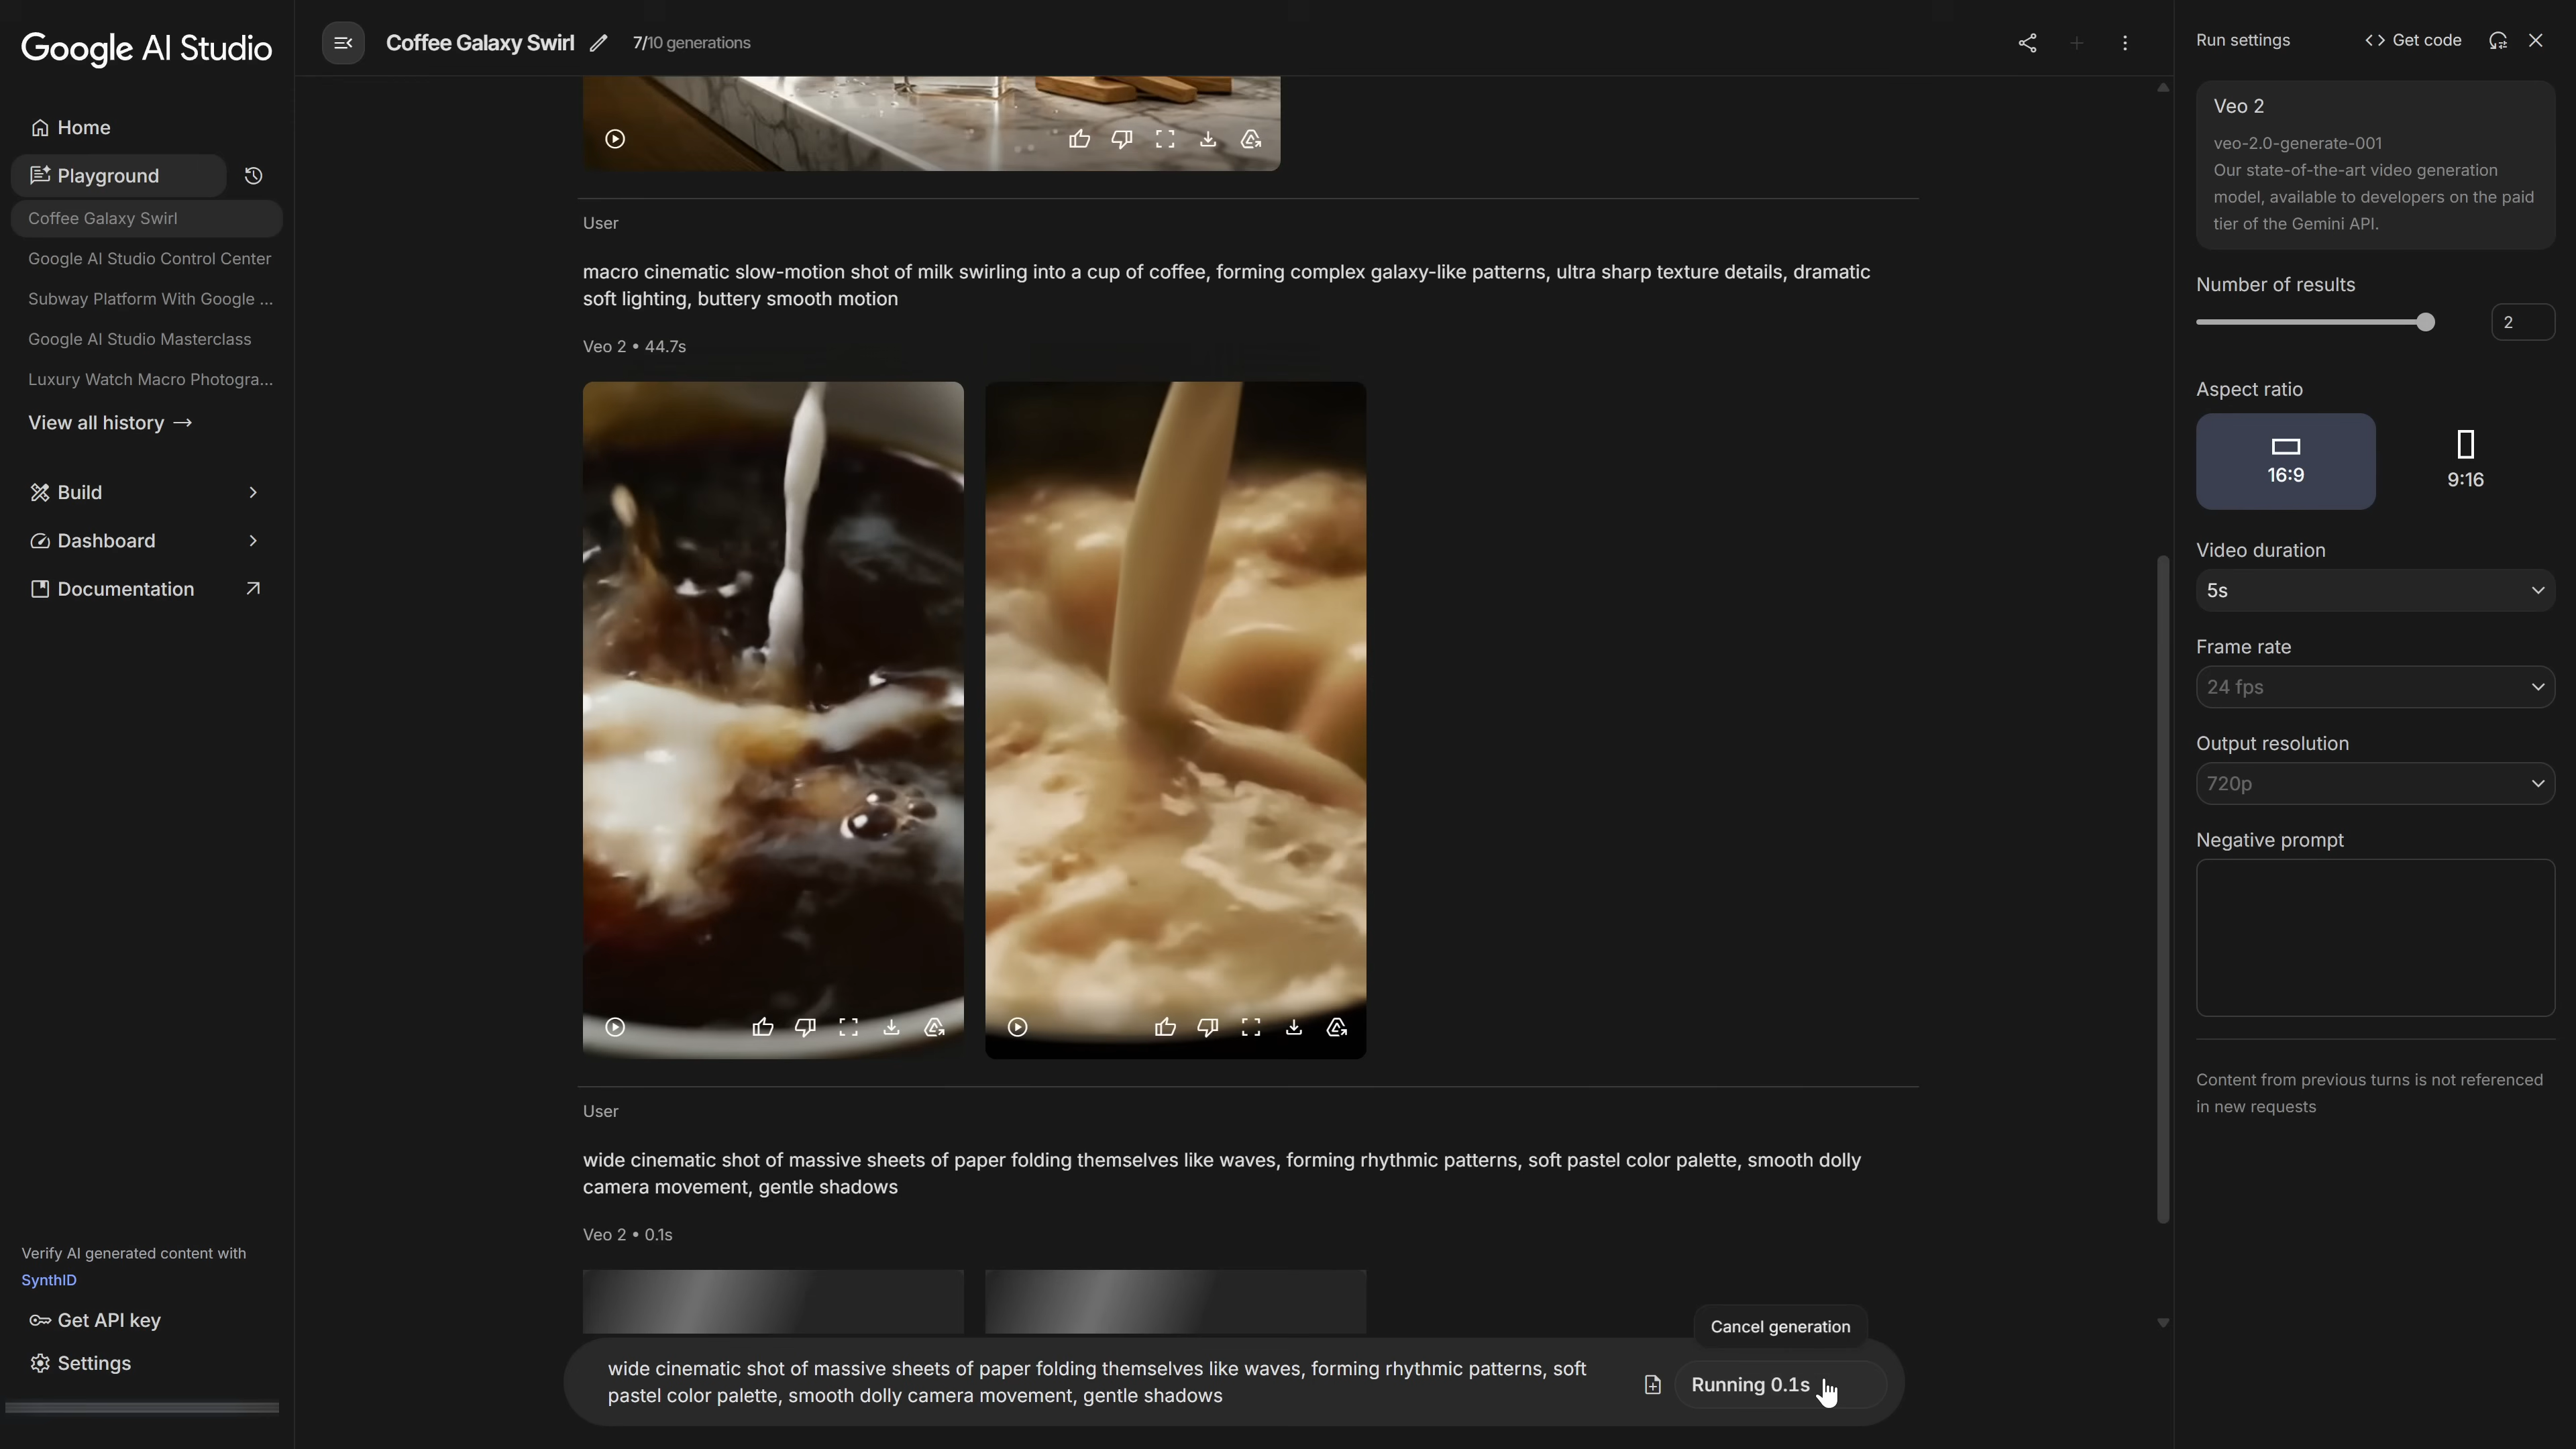 Google AI Studio
Home
Playground
Coffee Galaxy Swirl
Google AI Studio Control Center
Subway Platform With Google ...
Google AI Studio Masterclass
Luxury Watch Macro Photogra...
View all history →
Build
Dashboard
Documentation
Verify AI generated content with
SynthID
Get API key
Settings
Coffee Galaxy Swirl
7/10 generations
User
macro cinematic slow-motion shot of milk swirling into a cup of coffee, forming complex galaxy-like patterns, ultra sharp texture details, dramatic
soft lighting, buttery smooth motion
Veo 2 • 44.7s
User
wide cinematic shot of massive sheets of paper folding themselves like waves, forming rhythmic patterns, soft pastel color palette, smooth dolly
camera movement, gentle shadows
Veo 2 • 0.1s
Cancel generation
wide cinematic shot of massive sheets of paper folding themselves like waves, forming rhythmic patterns, soft
pastel color palette, smooth dolly camera movement, gentle shadows
Running 0.1s
Run settings
<> Get code
Veo 2
veo-2.0-generate-001
Our state-of-the-art video generation
model, available to developers on the paid
tier of the Gemini API.
Number of results
2
Aspect ratio
16:9
9:16
Video duration
5s
Frame rate
24 fps
Output resolution
720p
Negative prompt
Content from previous turns is not referenced
in new requests